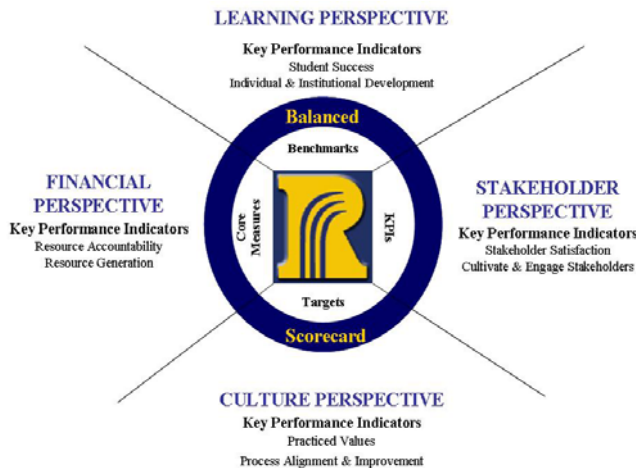 LEARNING PERSPECTIVE
Key Performance Indicators
Student Success
Individual & Institutional Development
Balanced
Benchmarks
FINANCIAL
PERSPECTIVE
Key Performance Indicators
Resource Accountability
Resource Generation
Core
Measures
R
KPIs
STAKEHOLDER
PERSPECTIVE
Key Performance Indicators
Stakeholder Satisfaction
Cultivate & Engage Stakeholders
Targets
Scorecard
CULTURE PERSPECTIVE
Key Performance Indicators
Practiced Values
Process Alignment & Improvement